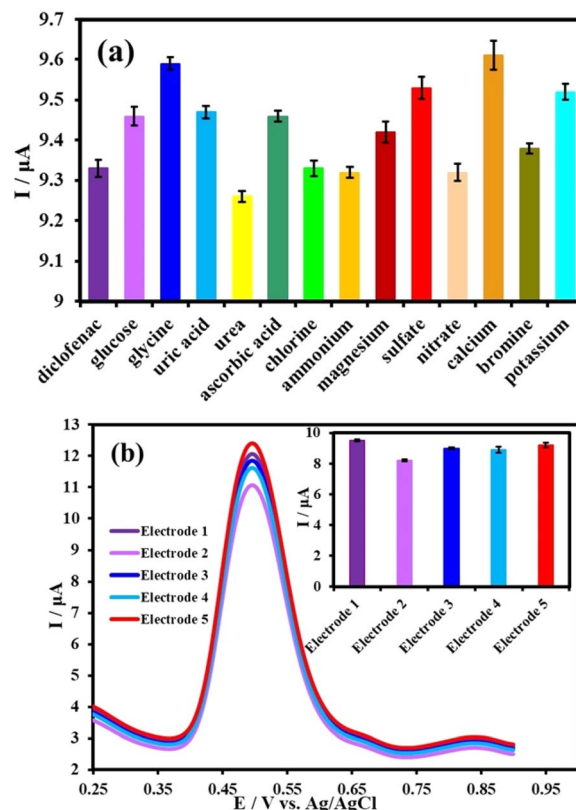 (a)
I / µA
9.7
9.6
9.5
9.4
9.3
9.2
9.1
9
diclofenac
glucose
glycine
uric acid
urea
ascorbic acid
chlorine
ammonium
magnesium
sulfate
nitrate
calcium
bromine
potassium
(b)
I / µA
13
12
11
10
9
8
7
6
5
4
3
2
Electrode 1
Electrode 2
Electrode 3
Electrode 4
Electrode 5
I / µA
10
8
6
4
2
0
Electrode 1
Electrode 2
Electrode 3
Electrode 4
Electrode 5
0.25
0.35
0.45
0.55
0.65
0.75
0.85
0.95
E / V vs. Ag/AgCl